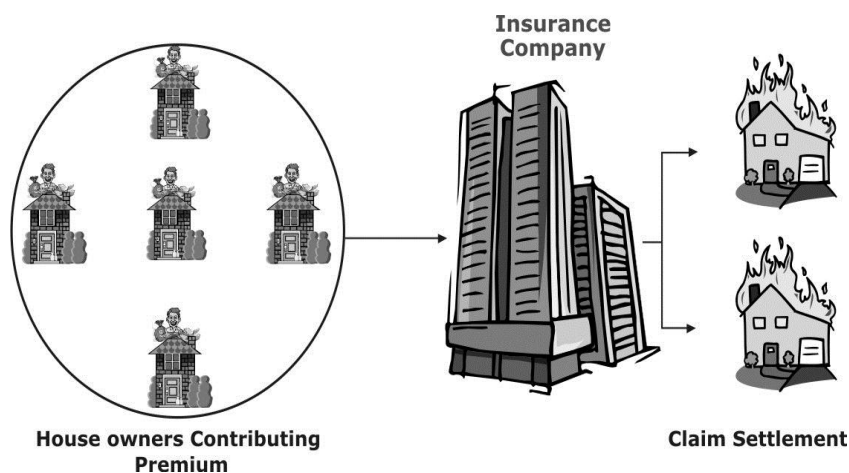 Insurance
Company
House owners Contributing
Premium
Claim Settlement